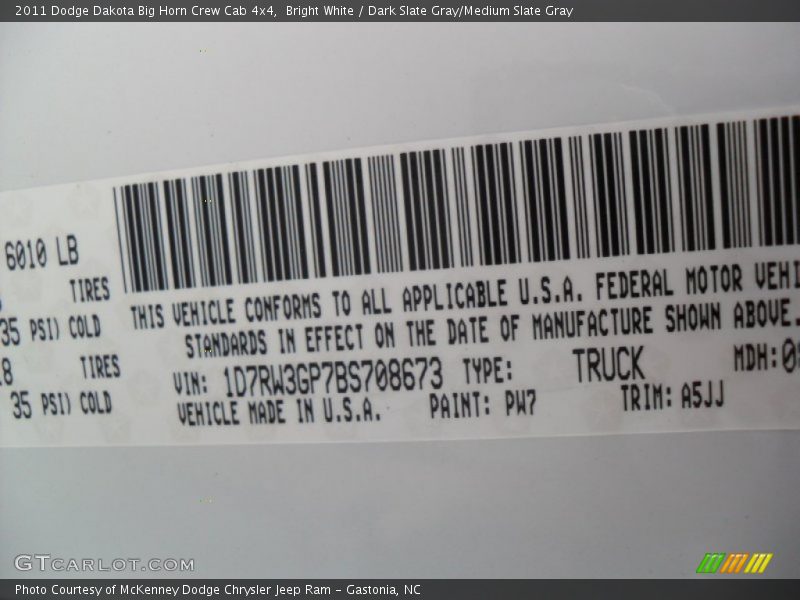 2011 Dodge Dakota Big Horn Crew Cab 4x4,  Bright White / Dark Slate Gray/Medium Slate Gray
6010 LB
TIRES
35 PSI) COLD
TIRES
35 PSI) COLD
THIS VEHICLE CONFORMS TO ALL APPLICABLE U.S.A. FEDERAL MOTOR VEHI
STANDARDS IN EFFECT ON THE DATE OF MANUFACTURE SHOWN ABOVE.
VIN: 1D7RW3GP7BS708673 TYPE: TRUCK MDH:0
VEHICLE MADE IN U.S.A. PAINT: PW7 TRIM: A5JJ
GTCARLOT.COM
Photo Courtesy of McKenney Dodge Chrysler Jeep Ram - Gastonia, NC